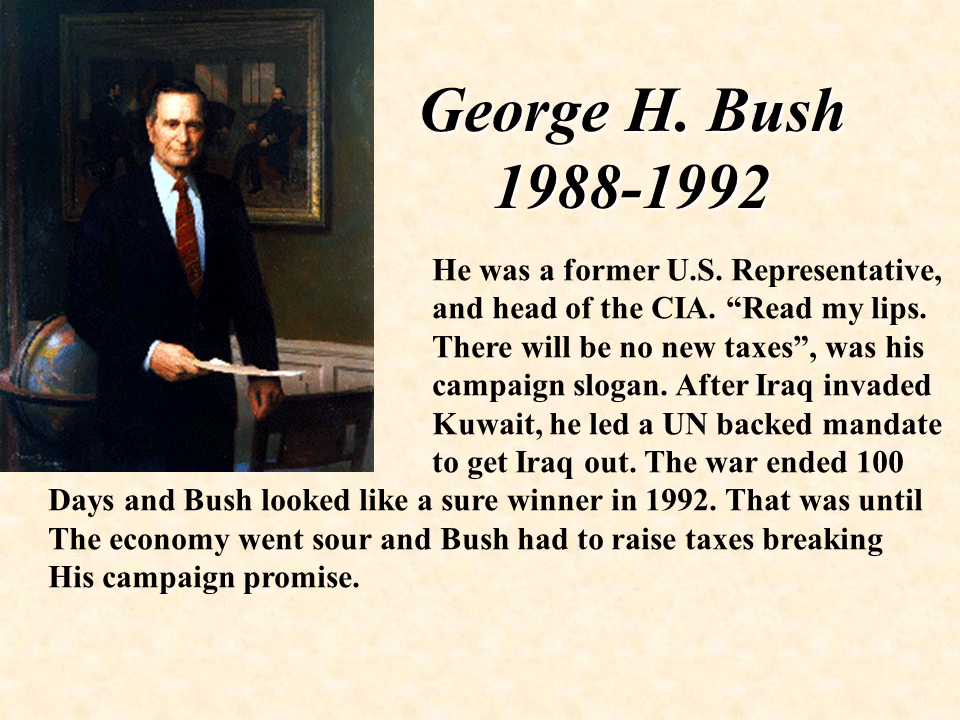 George H. Bush
1988-1992
He was a former U.S. Representative,
and head of the CIA. “Read my lips.
There will be no new taxes”, was his
campaign slogan. After Iraq invaded
Kuwait, he led a UN backed mandate
to get Iraq out. The war ended 100
Days and Bush looked like a sure winner in 1992. That was until
The economy went sour and Bush had to raise taxes breaking
His campaign promise.